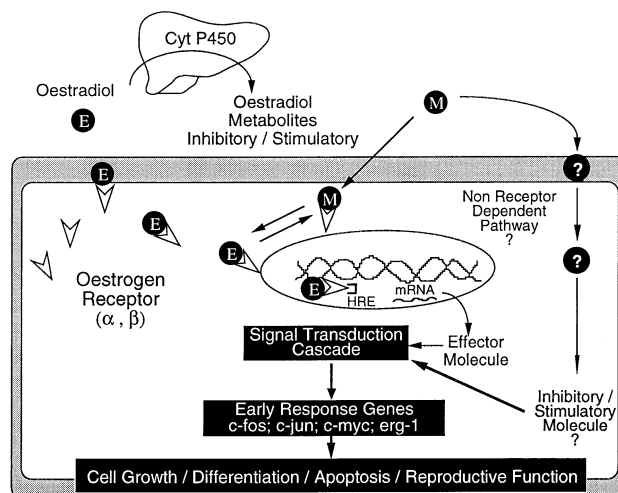 Cyt P450
Oestradiol
E
Oestradiol
Metabolites
Inhibitory / Stimulatory
M
E
?
M
Non Receptor
Dependent
Pathway
?
E
E
?
Oestrogen
Receptor
(α , β)
E
HRE
mRNA
Signal Transduction
Cascade
Effector
Molecule
Early Response Genes
c-fos; c-jun; c-myc; erg-1
Inhibitory /
Stimulatory
Molecule
?
Cell Growth / Differentiation / Apoptosis / Reproductive Function